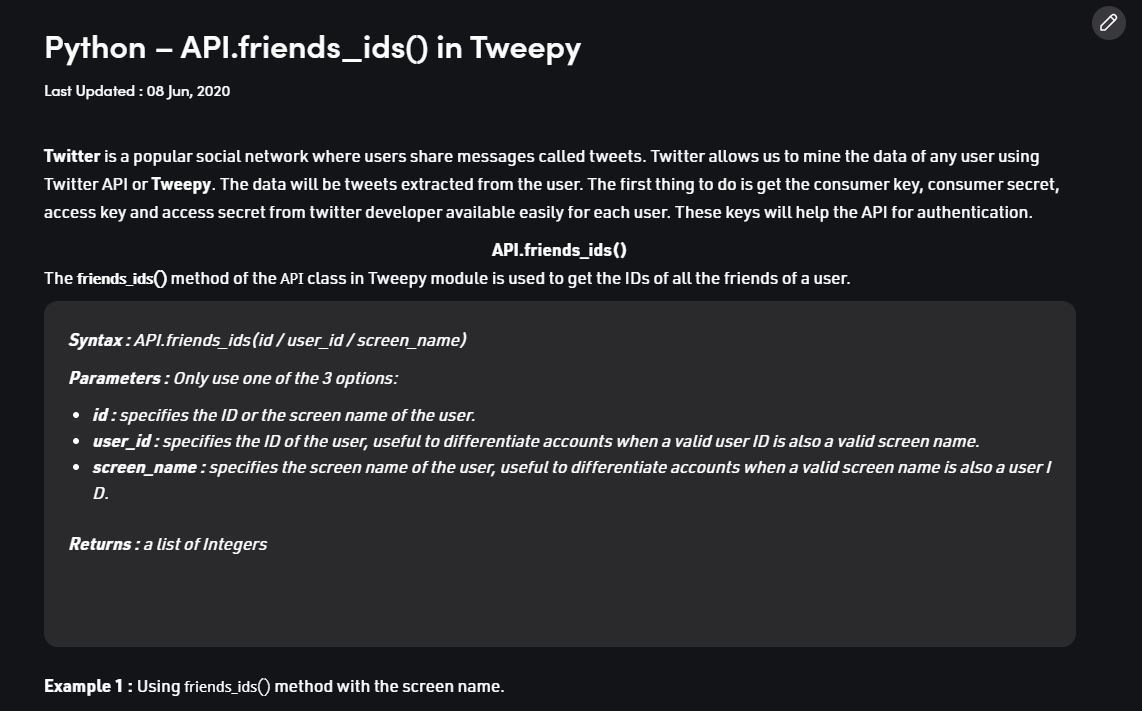 Python – API.friends_ids() in Tweepy
Last Updated : 08 Jun, 2020
Twitter is a popular social network where users share messages called tweets. Twitter allows us to mine the data of any user using
Twitter API or Tweepy. The data will be tweets extracted from the user. The first thing to do is get the consumer key, consumer secret,
access key and access secret from twitter developer available easily for each user. These keys will help the API for authentication.
API.friends_ids()
The friends_ids() method of the API class in Tweepy module is used to get the IDs of all the friends of a user.
Syntax : API.friends_ids(id / user_id / screen_name)
Parameters : Only use one of the 3 options:
• id : specifies the ID or the screen name of the user.
• user_id : specifies the ID of the user, useful to differentiate accounts when a valid user ID is also a valid screen name.
• screen_name : specifies the screen name of the user, useful to differentiate accounts when a valid screen name is also a user I
D.
Returns : a list of Integers
Example 1 : Using friends_ids() method with the screen name.